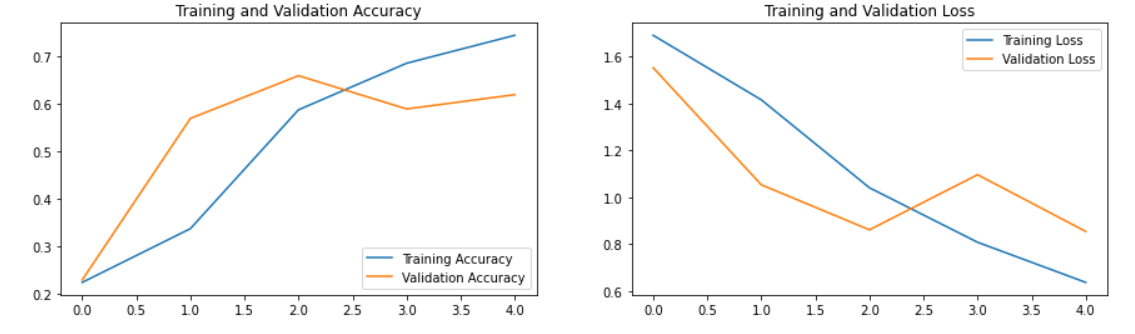 Training and Validation Accuracy
0.7
0.6
0.5
0.4
0.3
0.2
0.0 0.5 1.0 1.5 2.0 2.5 3.0 3.5 4.0
Training Accuracy
Validation Accuracy
Training and Validation Loss
1.6
1.4
1.2
1.0
0.8
0.6
0.0 0.5 1.0 1.5 2.0 2.5 3.0 3.5 4.0
Training Loss
Validation Loss